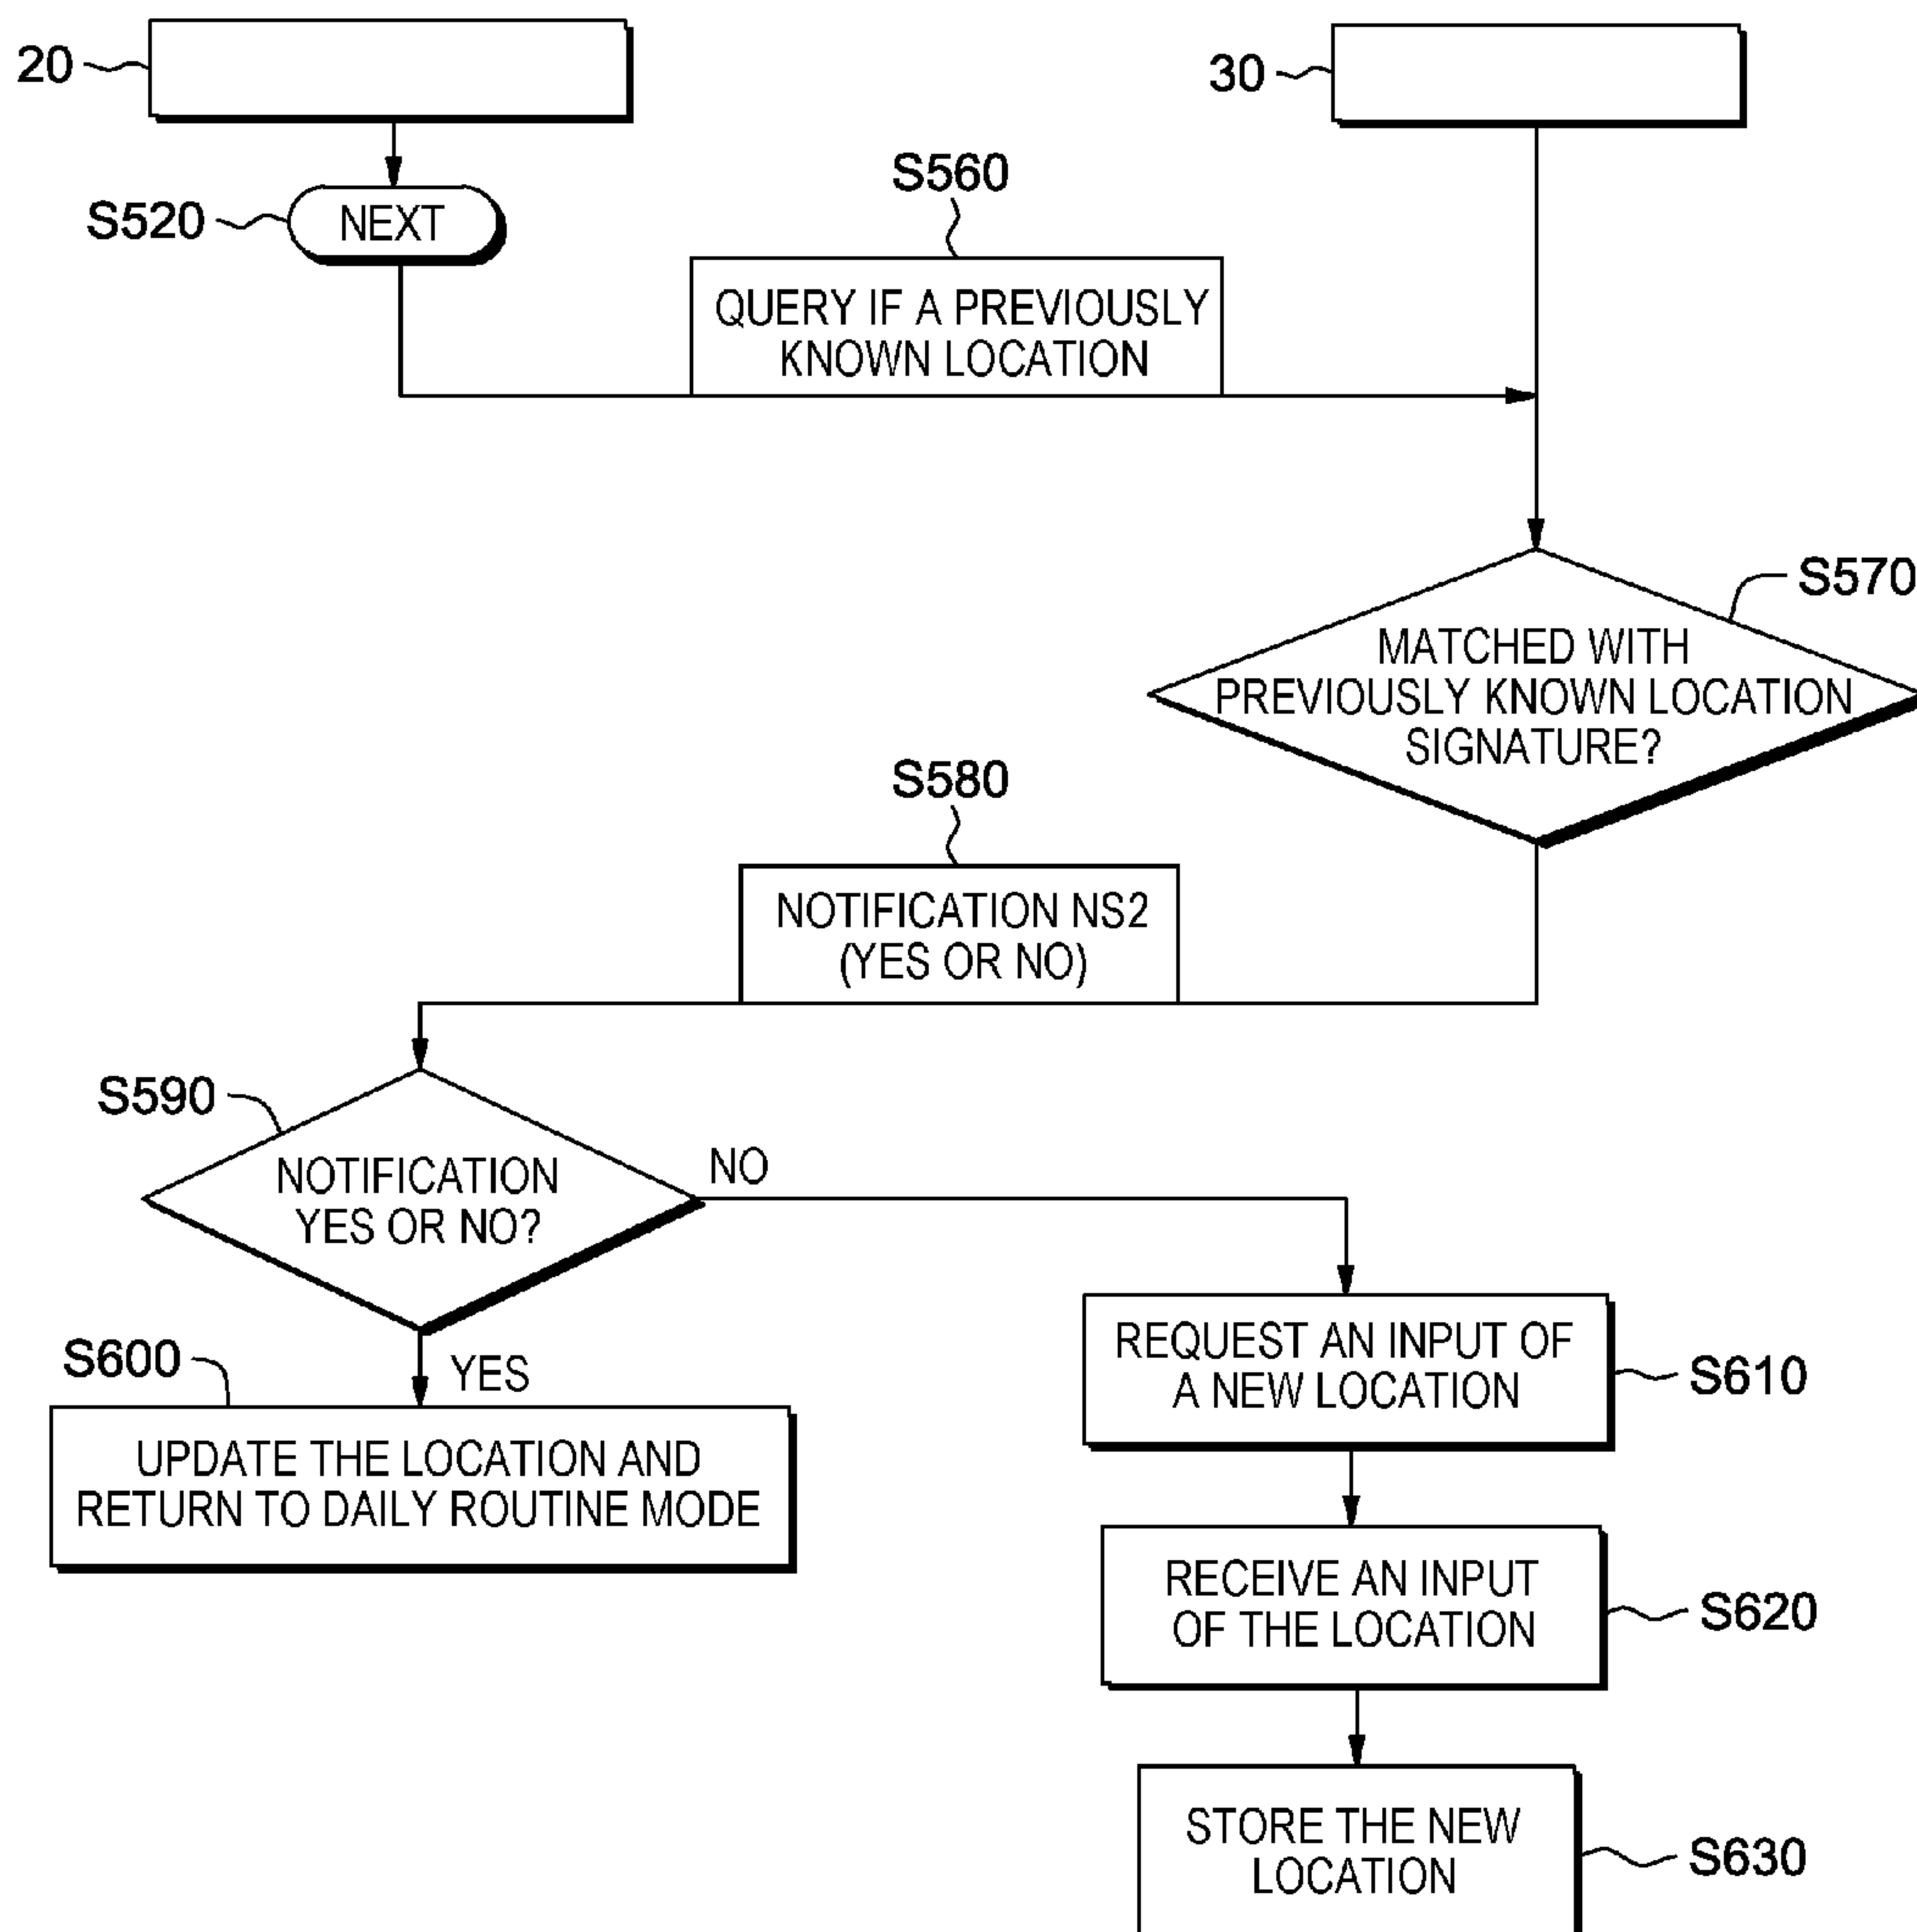 20
30
S560
S520
NEXT
QUERY IF A PREVIOUSLY
KNOWN LOCATION
S570
MATCHED WITH
PREVIOUSLY KNOWN LOCATION
SIGNATURE?
S580
NOTIFICATION NS2
(YES OR NO)
S590
NOTIFICATION
YES OR NO?
NO
S600
YES
UPDATE THE LOCATION AND
RETURN TO DAILY ROUTINE MODE
REQUEST AN INPUT OF
A NEW LOCATION
S610
RECEIVE AN INPUT
OF THE LOCATION
S620
STORE THE NEW
LOCATION
S630